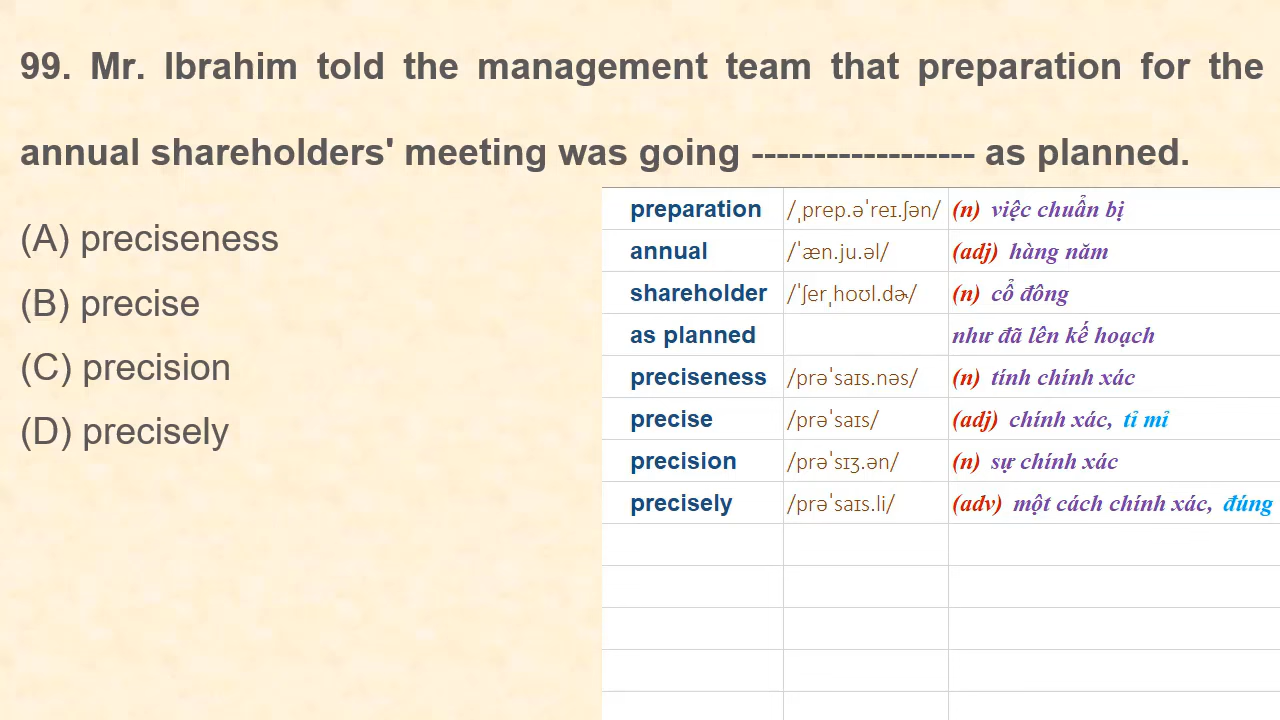 99. Mr. Ibrahim told the management team that preparation for the
annual shareholders' meeting was going ------------------ as planned.
(A) preciseness
(B) precise
(C) precision
(D) precisely
preparation /ˌprep.əˈreɪ.ʃən/ (n) việc chuẩn bị
annual /ˈæn.ju.əl/ (adj) hàng năm
shareholder /ˈʃerˌhoʊl.dɚ/ (n) cổ đông
as planned như đã lên kế hoạch
preciseness /prəˈsaɪs.nəs/ (n) tính chính xác
precise /prəˈsaɪs/ (adj) chính xác, tỉ mỉ
precision /prəˈsɪʒ.ən/ (n) sự chính xác
precisely /prəˈsaɪs.li/ (adv) một cách chính xác, đúng